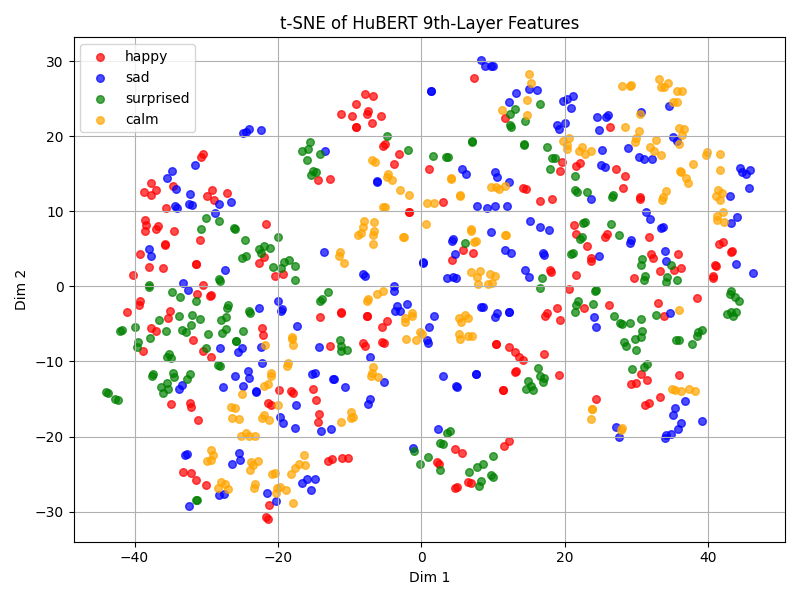 t-SNE of HuBERT 9th-Layer Features
happy
sad
surprised
calm
30
20
10
0
−10
−20
−30
Dim 2
−40
−20
0
20
40
Dim 1